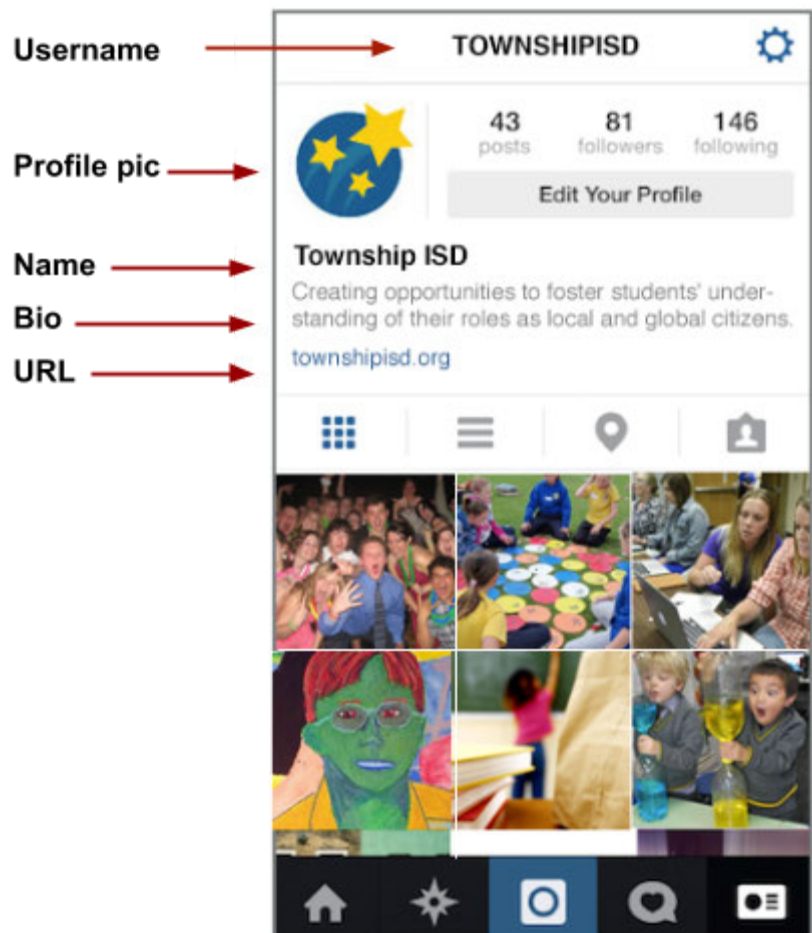 Username
TOWNSHIPISD
Profile pic
43 81 146
posts followers following
Edit Your Profile
Name
Township ISD
Bio
Creating opportunities to foster students' under-
standing of their roles as local and global citizens.
URL
townshipisd.org